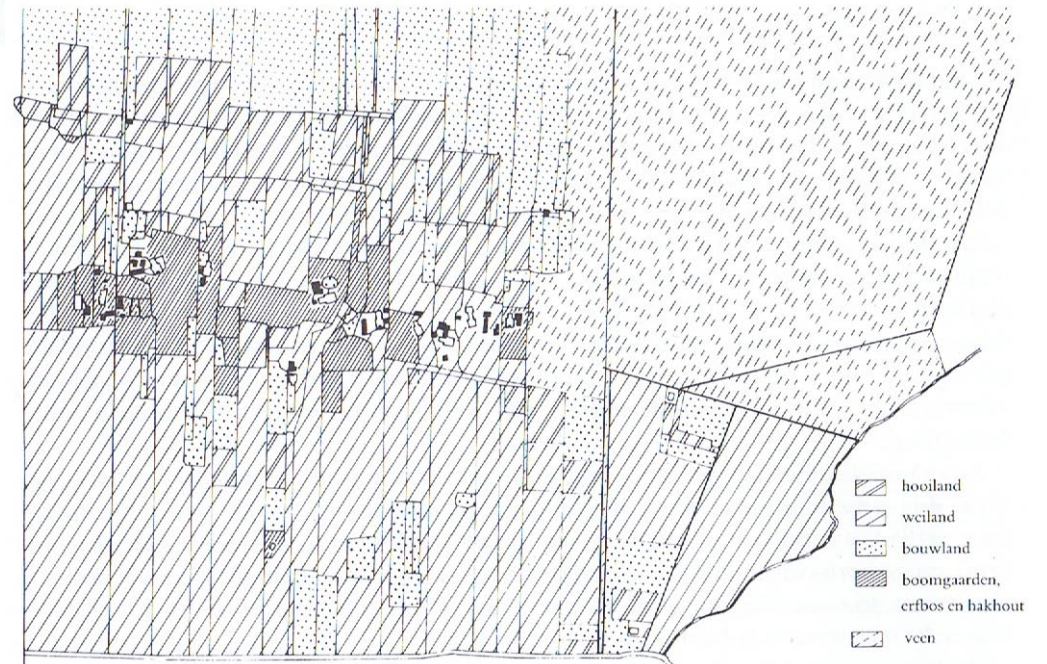 hooiland
weiland
bouwland
boomgaarden,
erfbos en hakhout
veen